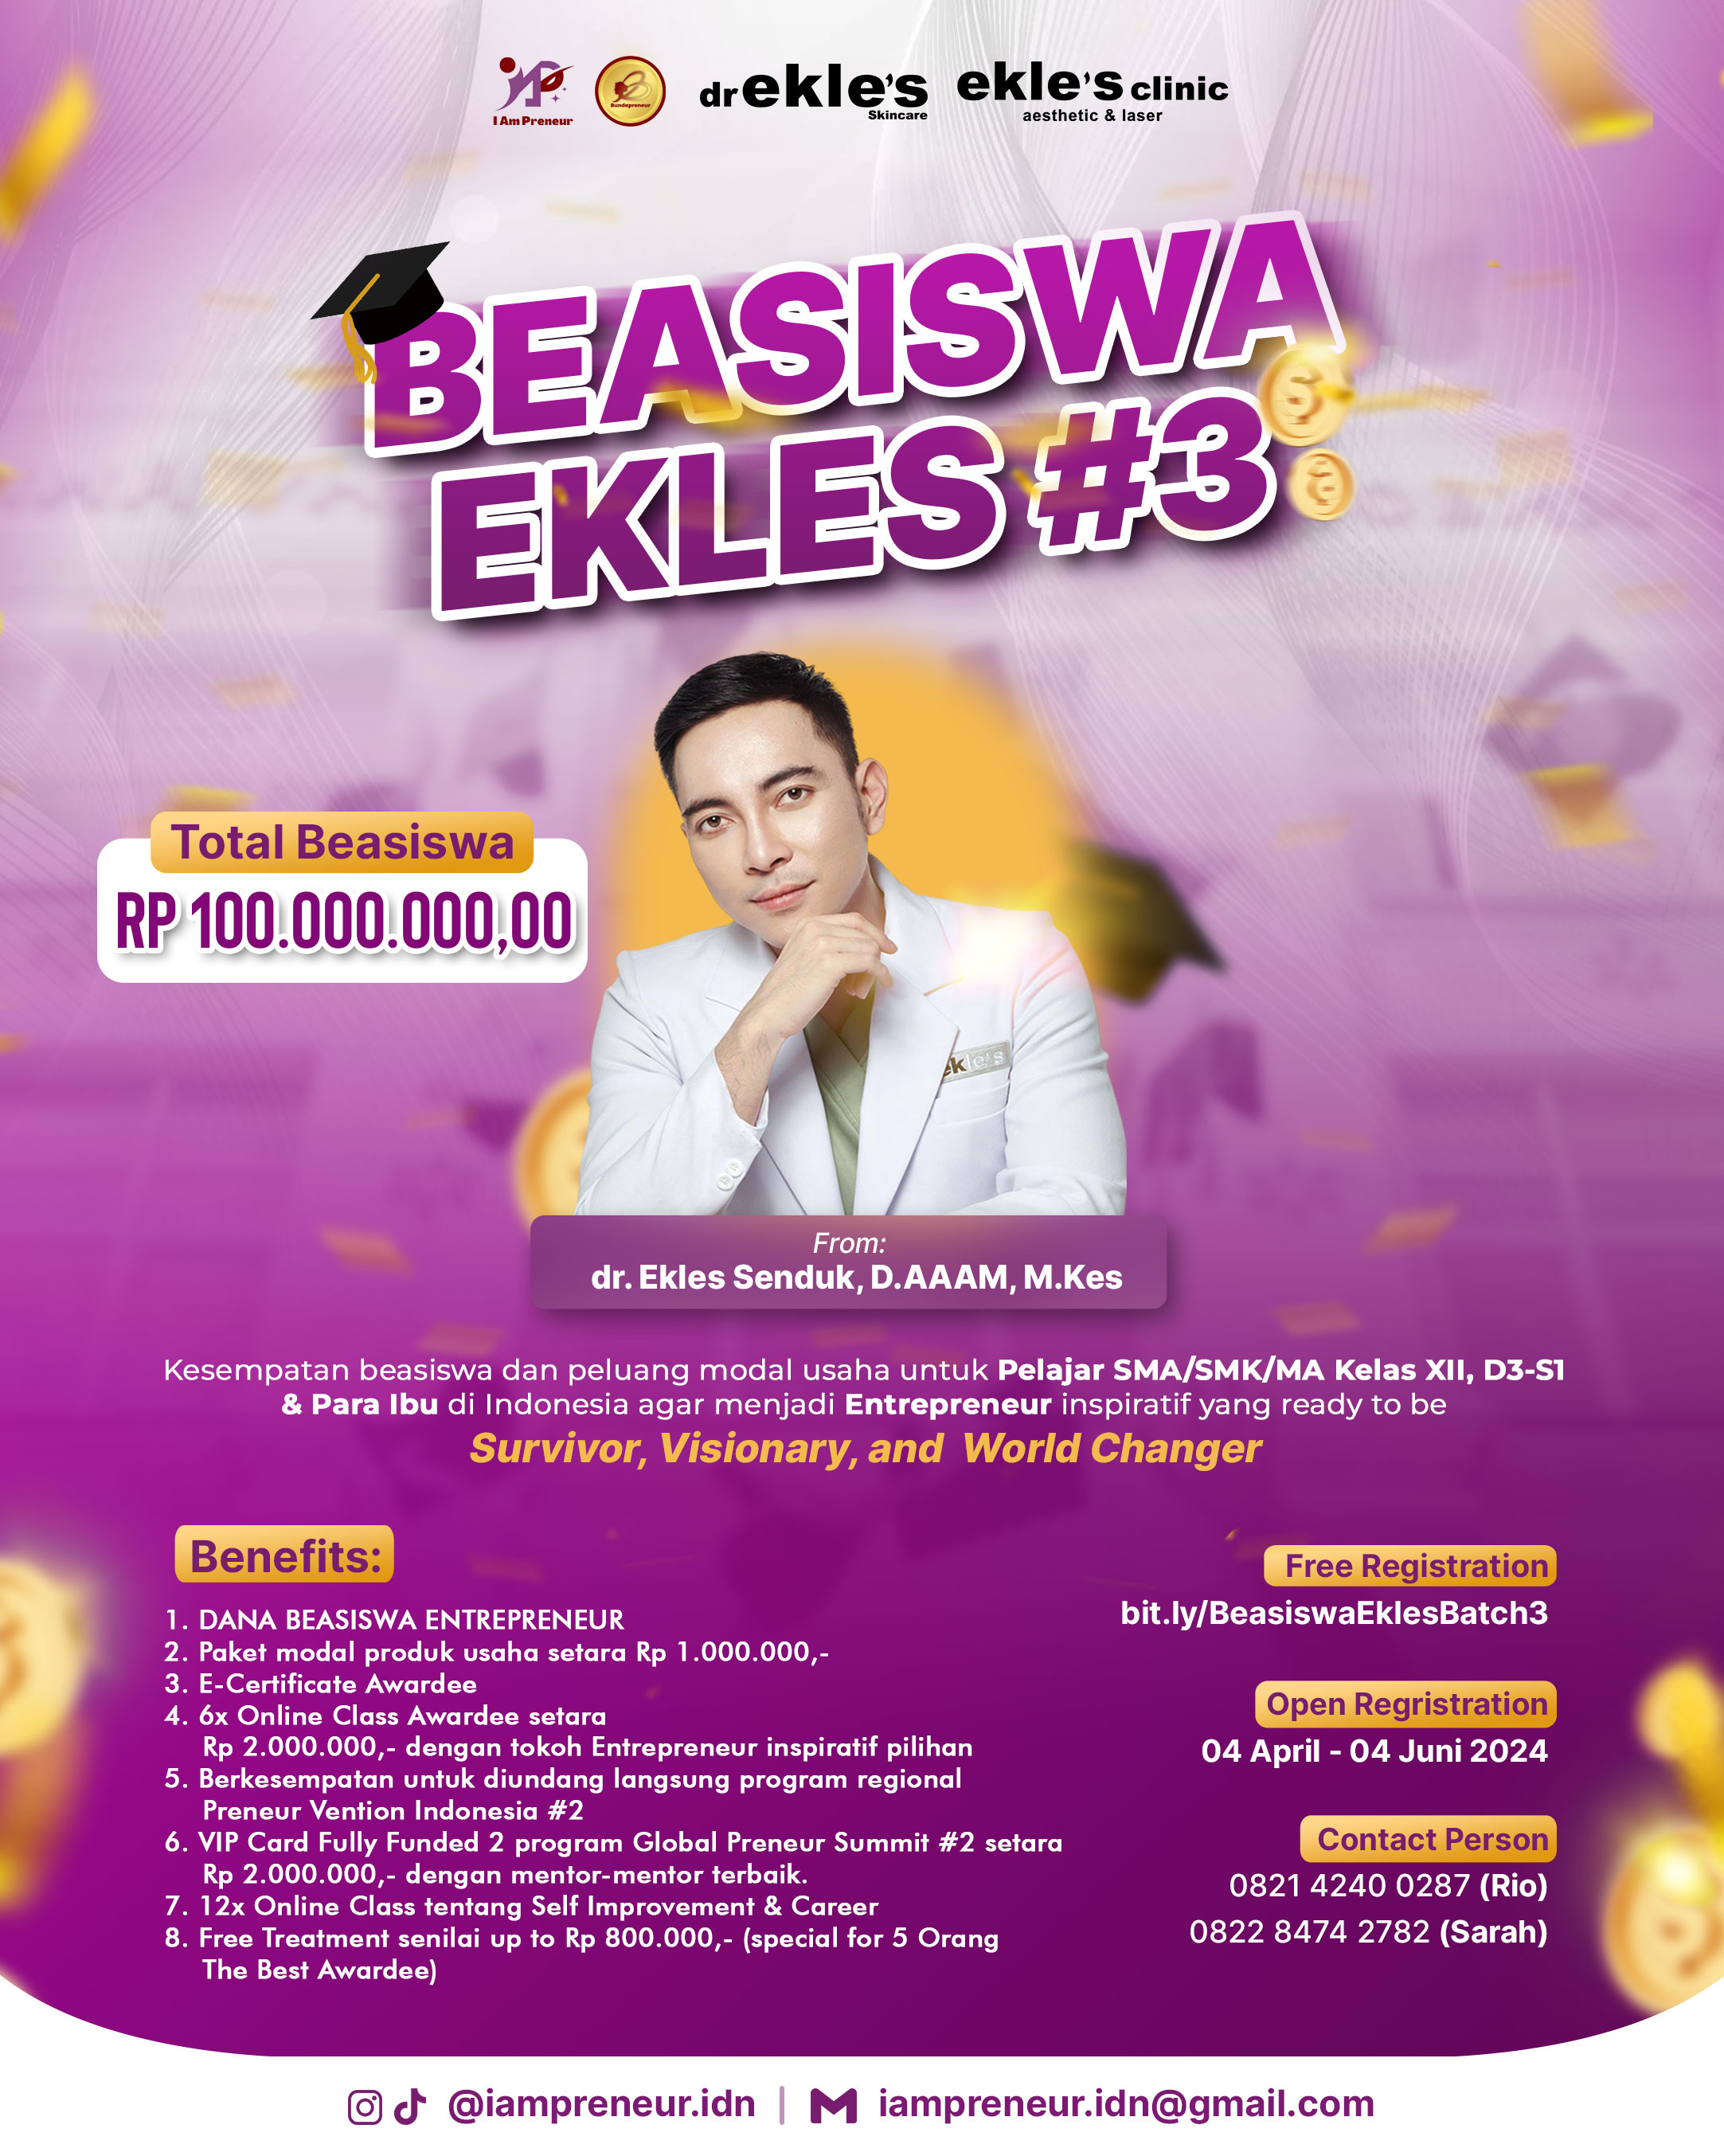 I Am Preneur
Bundapreneur
dr ekle's
Skincare
ekle's clinic
aesthetic & laser
BEASISWA
EKLES #3
Total Beasiswa
RP 100.000.000,00
ekle's
From:
dr. Ekles Senduk, D.AAAM, M.Kes
Kesempatan beasiswa dan peluang modal usaha untuk Pelajar SMA/SMK/MA Kelas XII, D3-S1
& Para Ibu di Indonesia agar menjadi Entrepreneur inspiratif yang ready to be
Survivor, Visionary, and World Changer
Benefits:
1. DANA BEASISWA ENTREPRENEUR
2. Paket modal produk usaha setara Rp 1.000.000,-
3. E-Certificate Awardee
4. 6x Online Class Awardee setara
Rp 2.000.000,- dengan tokoh Entrepreneur inspiratif pilihan
5. Berkesempatan untuk diundang langsung program regional
Preneur Vention Indonesia #2
6. VIP Card Fully Funded 2 program Global Preneur Summit #2 setara
Rp 2.000.000,- dengan mentor-mentor terbaik.
7. 12x Online Class tentang Self Improvement & Career
8. Free Treatment senilai up to Rp 800.000,- (special for 5 Orang
The Best Awardee)
Free Registration
bit.ly/BeasiswaEklesBatch3
Open Regristration
04 April - 04 Juni 2024
Contact Person
0821 4240 0287 (Rio)
0822 8474 2782 (Sarah)
@iampreneur.idn | iampreneur.idn@gmail.com